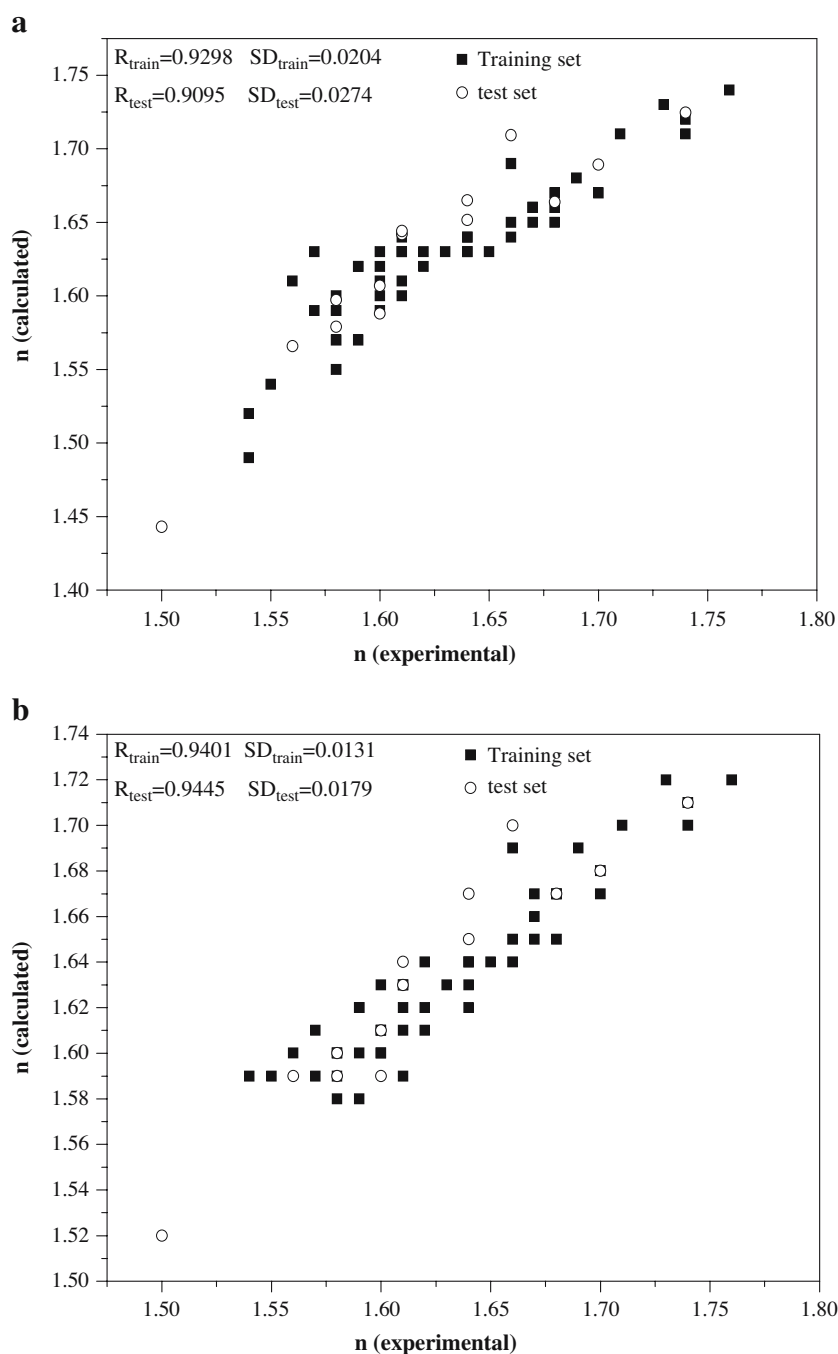 a
R_train=0.9298 SD_train=0.0204 ■ Training set
R_test=0.9095 SD_test=0.0274 ○ test set
1.75
1.70
1.65
1.60
1.55
1.50
1.45
1.40
n (calculated)
1.50 1.55 1.60 1.65 1.70 1.75 1.80
n (experimental)
b
1.74
R_train=0.9401 SD_train=0.0131 ■ Training set
R_test=0.9445 SD_test=0.0179 ○ test set
1.72
1.70
1.68
1.66
1.64
1.62
1.60
1.58
1.56
1.54
1.52
1.50
n (calculated)
1.50 1.55 1.60 1.65 1.70 1.75 1.80
n (experimental)